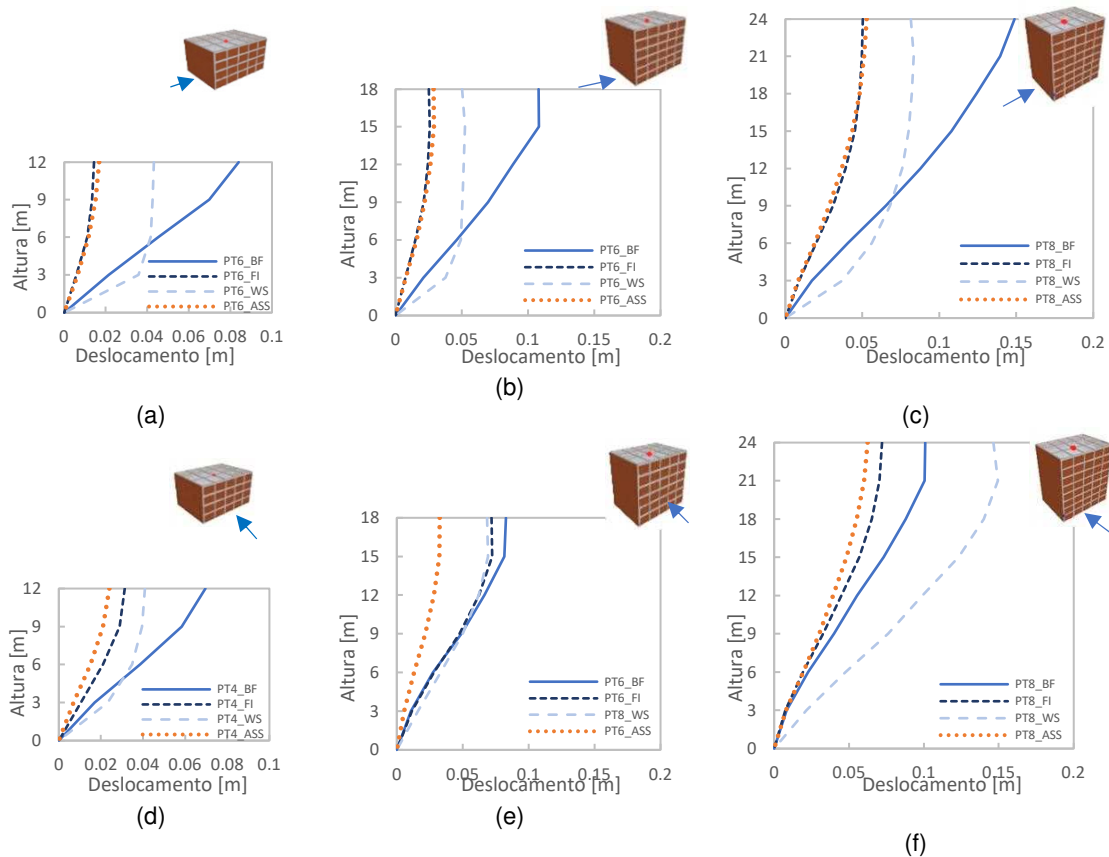 Altura [m]
12
9
6
3
0
PT6_BF
PT6_FI
PT6_WS
PT6_ASS
0 0.02 0.04 0.06 0.08 0.1
Deslocamento [m]
(a)
Altura [m]
18
15
12
9
6
3
0
PT6_BF
PT6_FI
PT6_WS
PT6_ASS
0 0.05 0.1 0.15 0.2
Deslocamento [m]
(b)
Altura [m]
24
21
18
15
12
9
6
3
0
PT8_BF
PT8_FI
PT8_WS
PT8_ASS
0 0.05 0.1 0.15 0.2
Deslocamento [m]
(c)
Altura [m]
12
9
6
3
0
PT4_BF
PT4_FI
PT4_WS
PT4_ASS
0 0.02 0.04 0.06 0.08 0.1
Deslocamento [m]
(d)
Altura [m]
18
15
12
9
6
3
0
PT6_BF
PT6_FI
PT8_WS
PT6_ASS
0 0.05 0.1 0.15 0.2
Deslocamento [m]
(e)
Altura [m]
24
21
18
15
12
9
6
3
0
PT8_BF
PT8_FI
PT8_WS
PT8_ASS
0 0.05 0.1 0.15 0.2
Deslocamento [m]
(f)